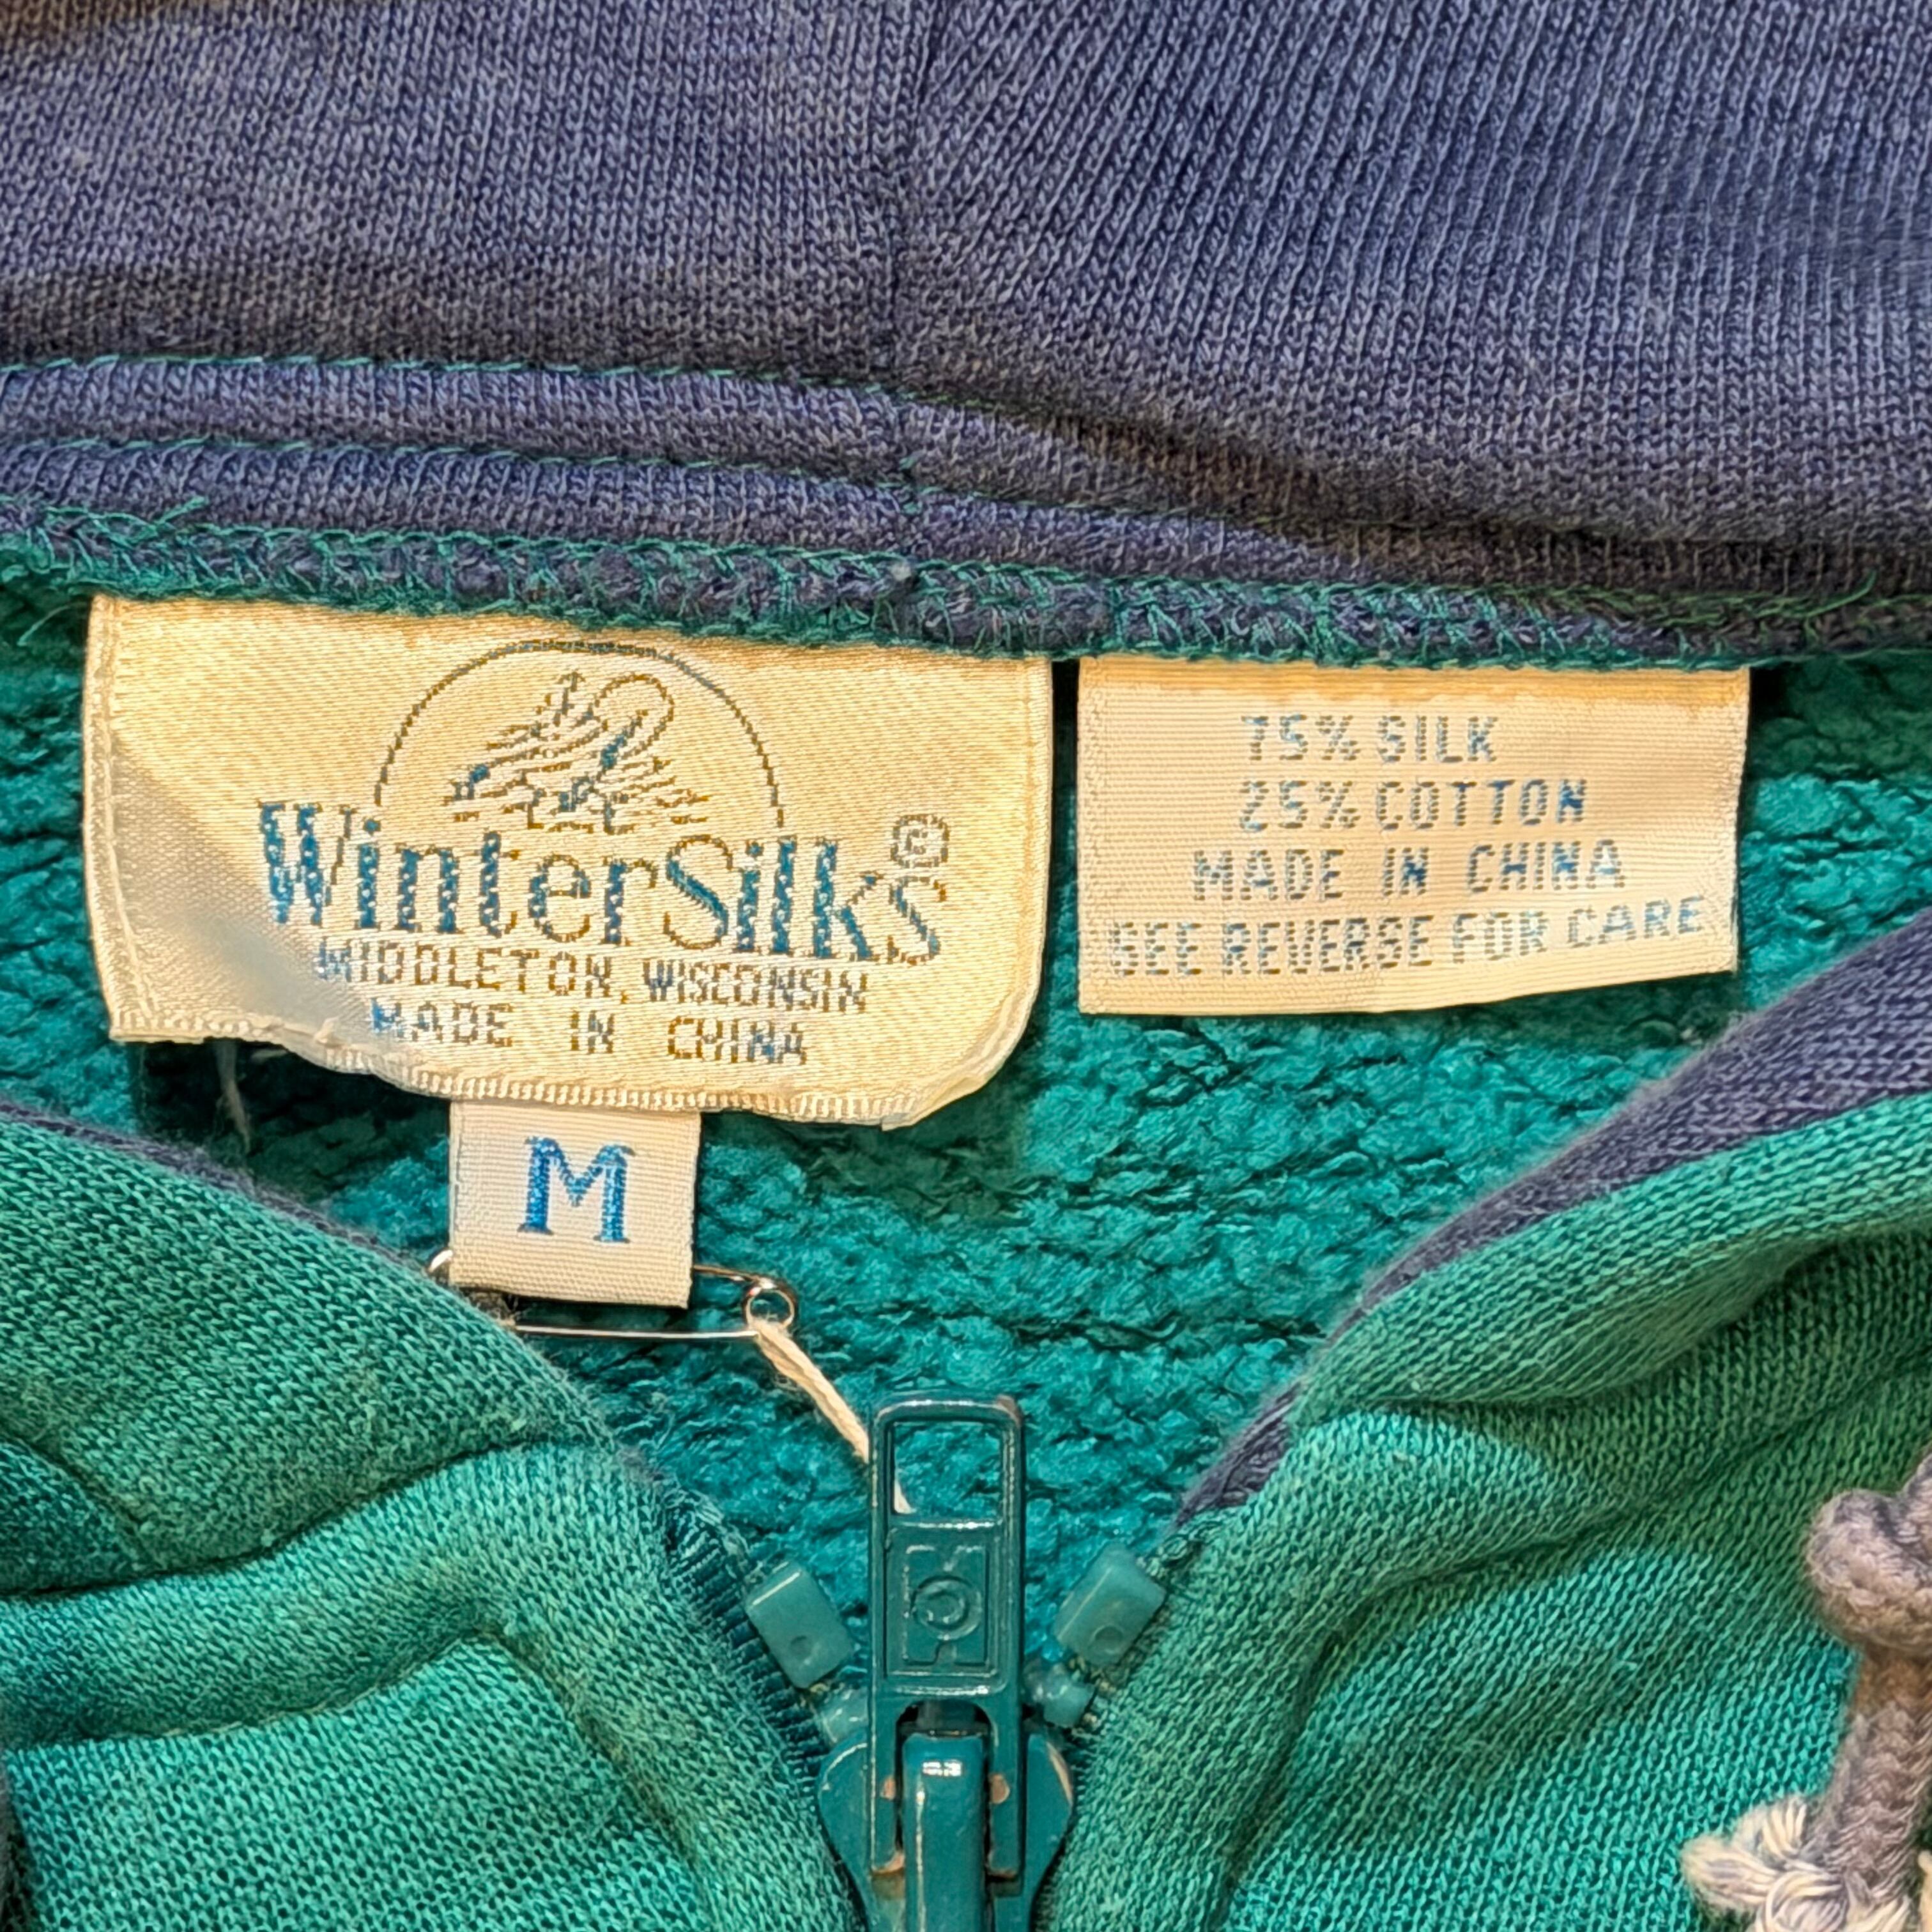 WinterSilks®
MIDDLETON, WISCONSIN
MADE IN CHINA
M
75% SILK
25% COTTON
MADE IN CHINA
SEE REVERSE FOR CARE